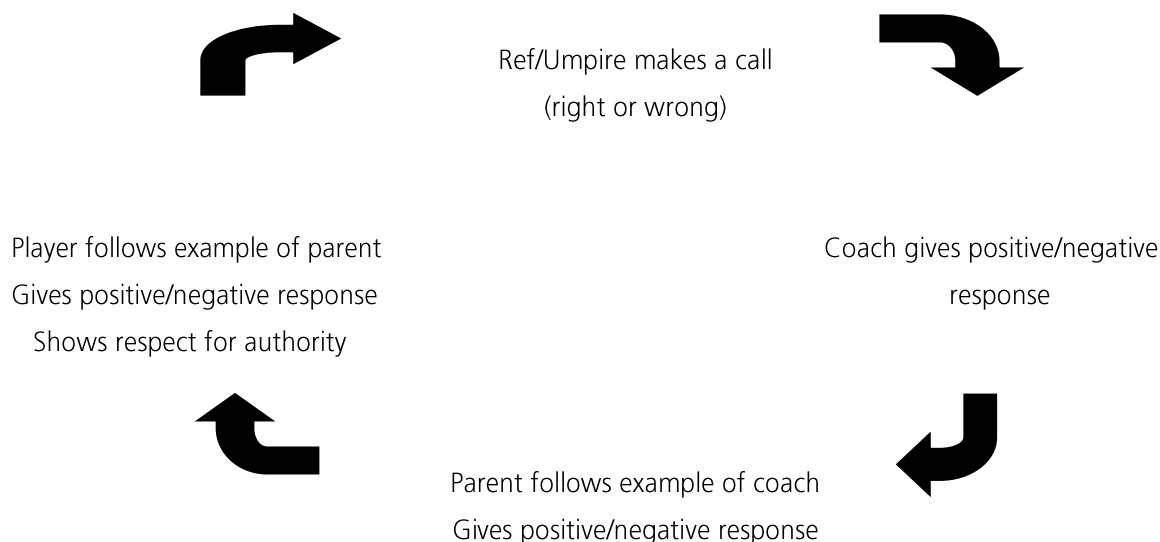 Ref/Umpire makes a call
(right or wrong)
Player follows example of parent
Gives positive/negative response
Shows respect for authority
Coach gives positive/negative
response
Parent follows example of coach
Gives positive/negative response